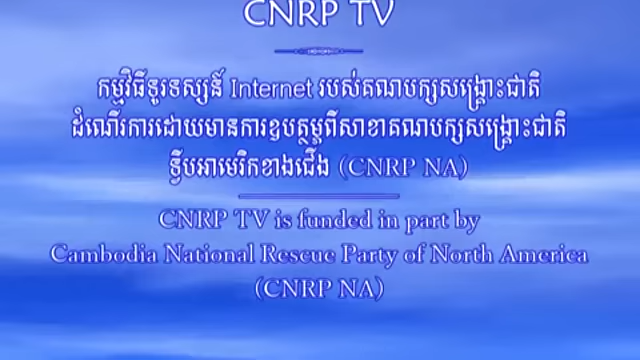 CNRP TV
កម្មវិធីទូរទស្សន៍ Internet របស់គណបក្សសង្គ្រោះជាតិ
ដំណើរការដោយមានការឧបត្ថម្ភពីសាខាគណបក្សសង្គ្រោះជាតិ
ទ្វីបអាមេរិកខាងជើង (CNRP NA)
CNRP TV is funded in part by
Cambodia National Rescue Party of North America
(CNRP NA)